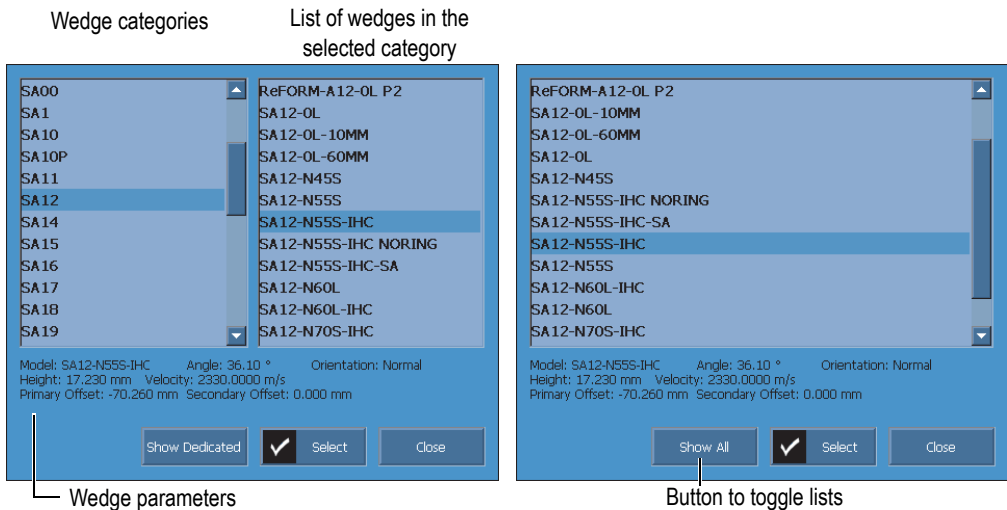 Wedge categories
List of wedges in the
selected category
SA00
SA1
SA10
SA10P
SA11
SA12
SA14
SA15
SA16
SA17
SA18
SA19
ReFORM-A12-0L P2
SA12-0L
SA12-0L-10MM
SA12-0L-60MM
SA12-N45S
SA12-N55S
SA12-N55S-IHC
SA12-N55S-IHC NORING
SA12-N55S-IHC-SA
SA12-N60L
SA12-N60L-IHC
SA12-N70S-IHC
Model: SA12-N55S-IHC Angle: 36.10 ° Orientation: Normal
Height: 17.230 mm Velocity: 2330.0000 m/s
Primary Offset: -70.260 mm Secondary Offset: 0.000 mm
Show Dedicated Select Close
Wedge parameters
ReFORM-A12-0L P2
SA12-0L-10MM
SA12-0L-60MM
SA12-0L
SA12-N45S
SA12-N55S-IHC NORING
SA12-N55S-IHC-SA
SA12-N55S-IHC
SA12-N55S
SA12-N60L-IHC
SA12-N60L
SA12-N70S-IHC
Model: SA12-N55S-IHC Angle: 36.10 ° Orientation: Normal
Height: 17.230 mm Velocity: 2330.0000 m/s
Primary Offset: -70.260 mm Secondary Offset: 0.000 mm
Show All Select Close
Button to toggle lists